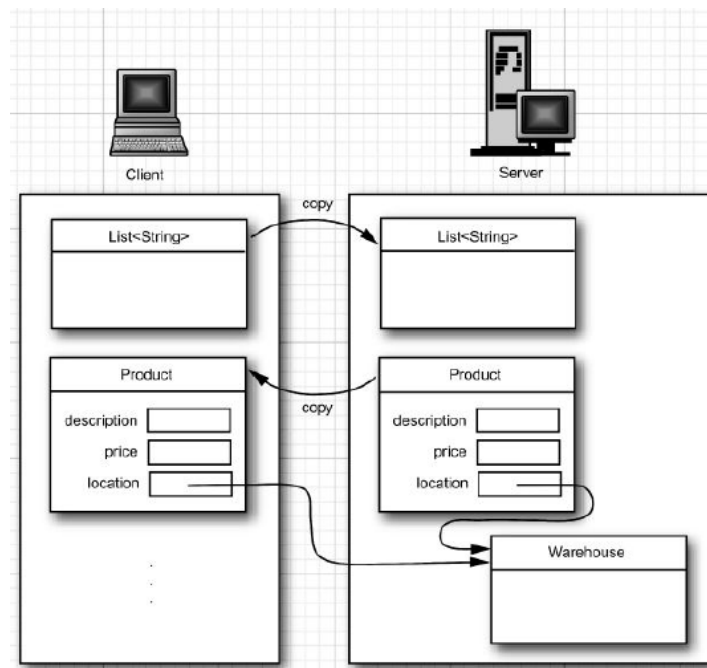 Client
Server
copy
List<String>
List<String>
Product
Product
copy
description
price
location
description
price
location
Warehouse